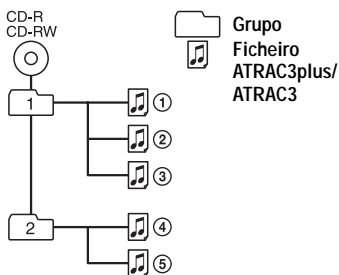 CD-R
CD-RW
Grupo
Ficheiro
ATRAC3plus/
ATRAC3
1
①
②
③
2
④
⑤